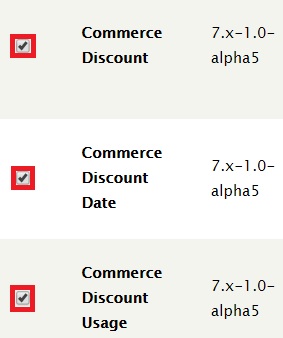 Commerce 7.x-1.0-
Discount alpha5
Commerce
Discount 7.x-1.0-
Date alpha5
Commerce
Discount 7.x-1.0-
Usage alpha5